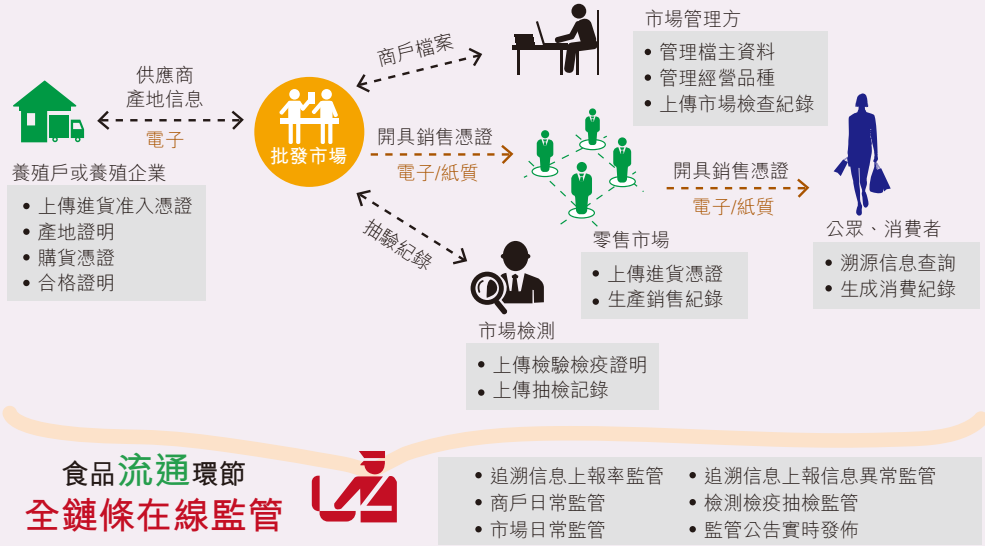 市場管理方
• 管理檔主資料
• 管理經營品種
• 上傳市場檢查紀錄
商戶檔案
供應商
產地信息
電子
養殖戶或養殖企業
• 上傳進貨准入憑證
• 產地證明
• 購貨憑證
• 合格證明
批發市場
開具銷售憑證
電子/紙質
抽驗紀錄
零售市場
• 上傳進貨憑證
• 生產銷售紀錄
開具銷售憑證
電子/紙質
公眾、消費者
• 溯源信息查詢
• 生成消費紀錄
市場檢測
• 上傳檢驗檢疫證明
• 上傳抽檢記錄
食品流通環節
全鏈條在線監管
• 追溯信息上報率監管
• 商戶日常監管
• 市場日常監管
• 追溯信息上報信息異常監管
• 檢測檢疫抽檢監管
• 監管公告實時發佈